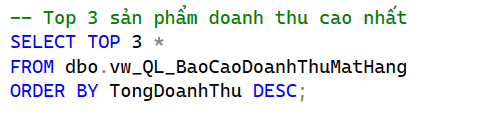 -- Top 3 sản phẩm doanh thu cao nhất
SELECT TOP 3 *
FROM dbo.vw_QL_BaoCaoDoanhThuMatHang
ORDER BY TongDoanhThu DESC;